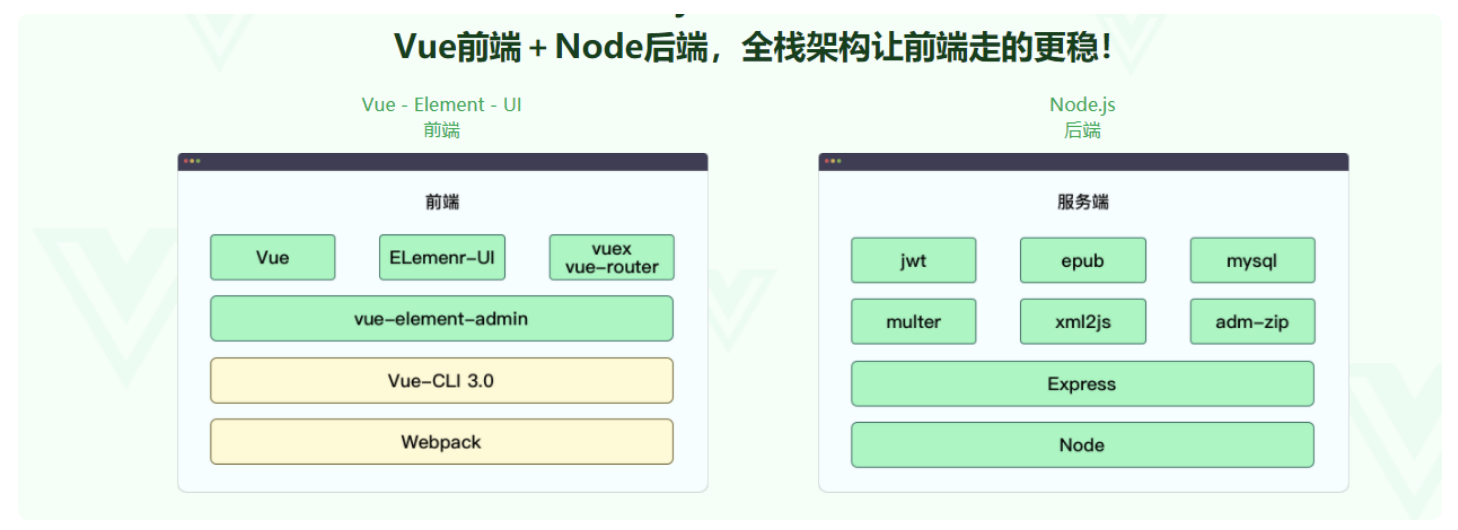 Vue前端+Node后端，全栈架构让前端走的更稳！
Vue - Element - UI
前端
Node.js
后端
前端
Vue
ELemenr-UI
vuex
vue-router
vue-element-admin
Vue-CLI 3.0
Webpack
服务端
jwt
epub
mysql
multer
xml2js
adm-zip
Express
Node